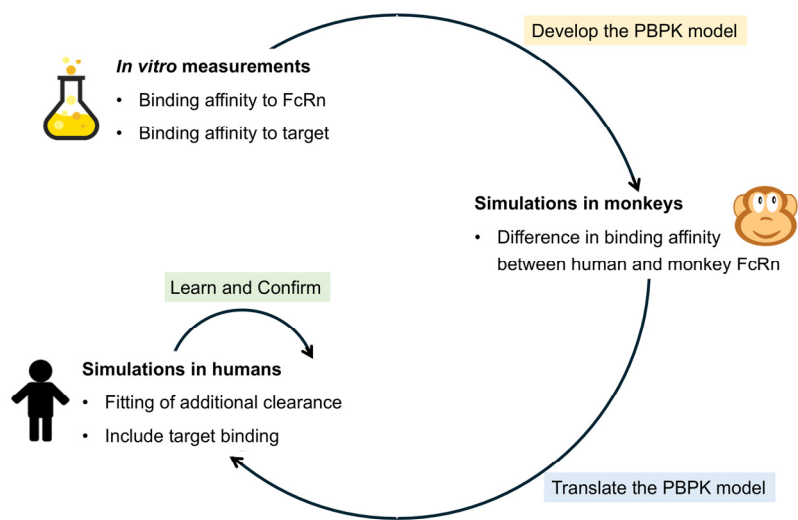 Develop the PBPK model
In vitro measurements
• Binding affinity to FcRn
• Binding affinity to target
Simulations in monkeys
• Difference in binding affinity
between human and monkey FcRn
Learn and Confirm
Simulations in humans
• Fitting of additional clearance
• Include target binding
Translate the PBPK model